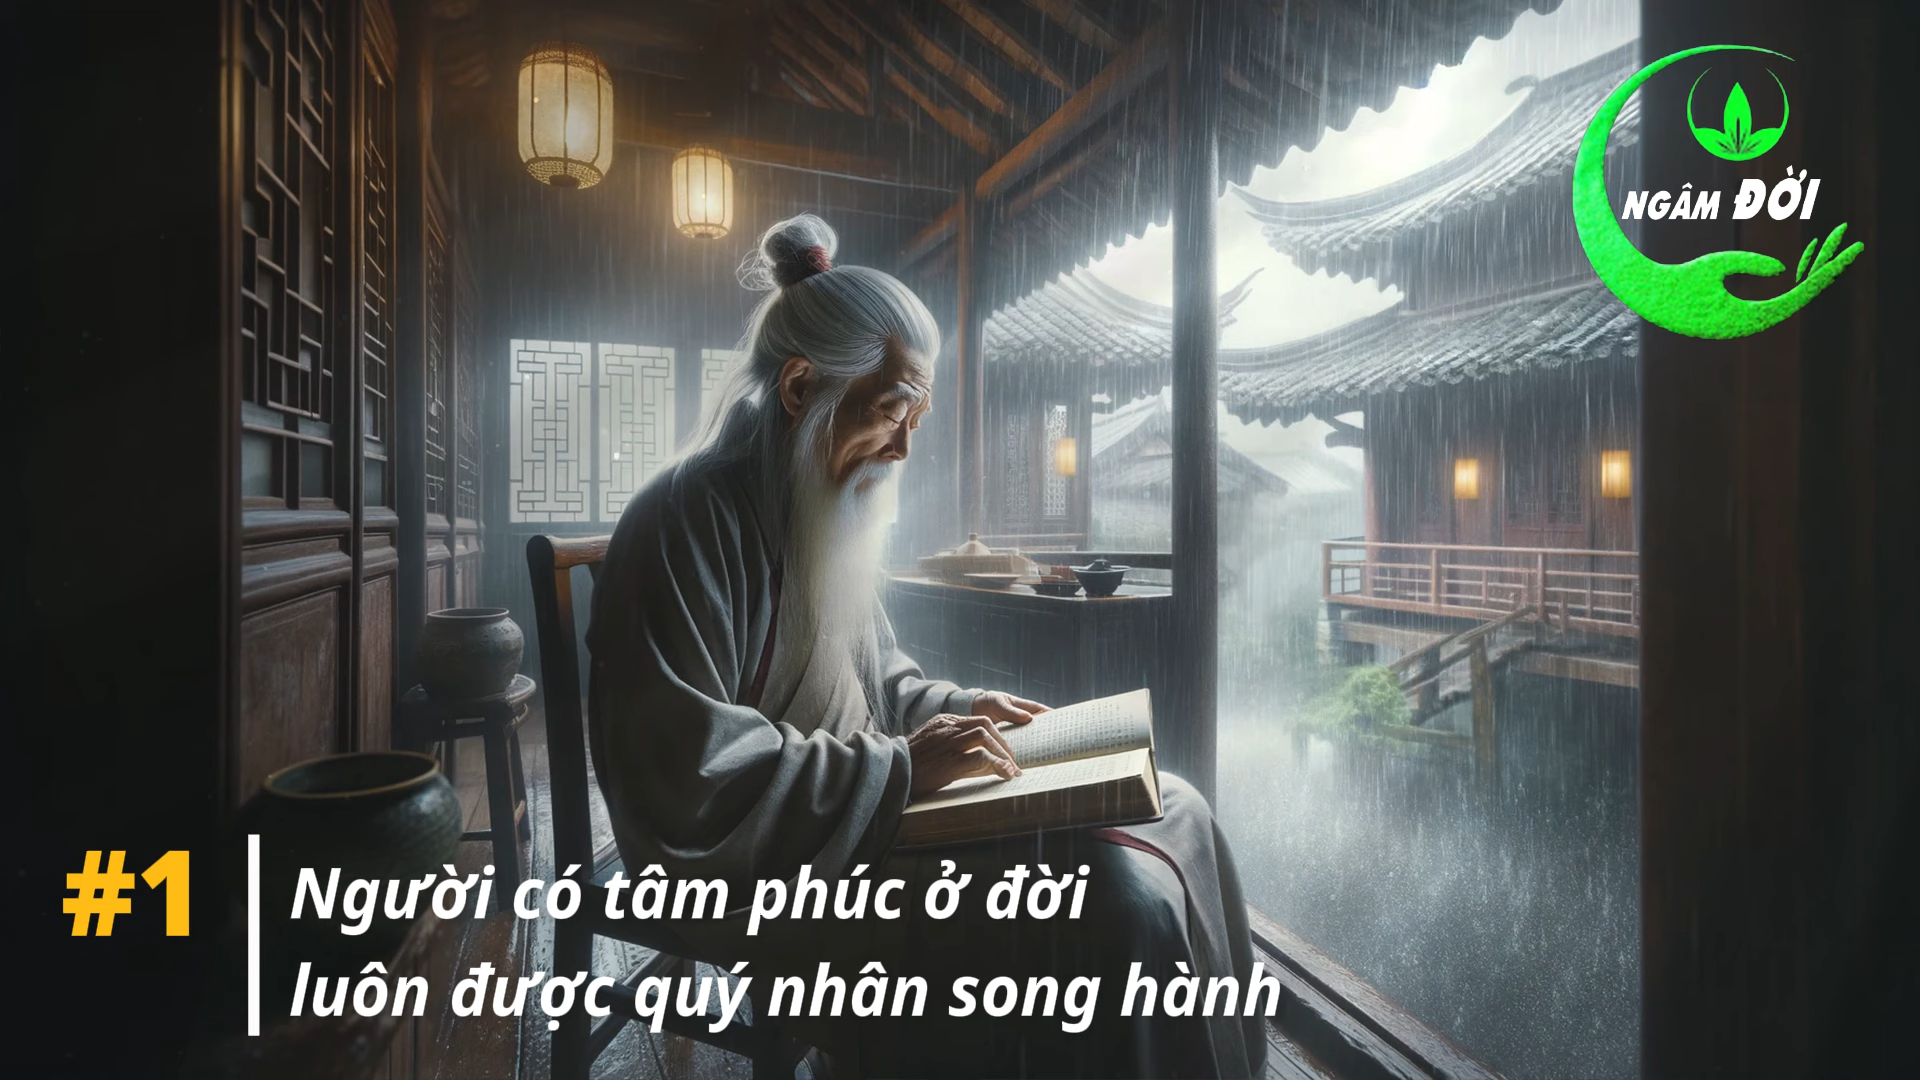 NGÂM ĐỜI
#1
Người có tâm phúc ở đời
luôn được quý nhân song hành